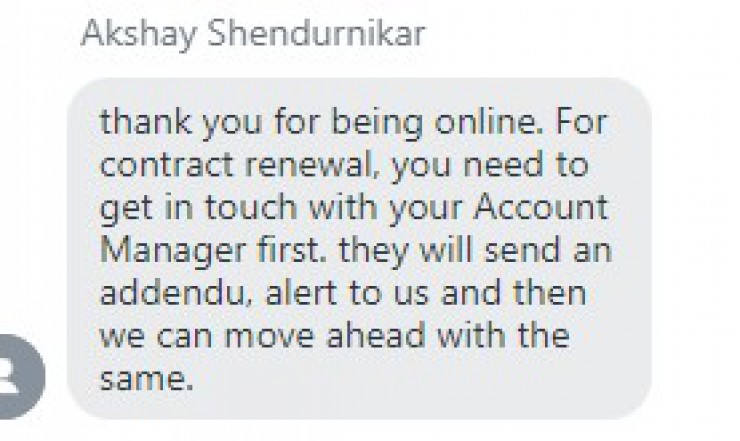 Akshay Shendurnikar
thank you for being online. For
contract renewal, you need to
get in touch with your Account
Manager first. they will send an
addendu, alert to us and then
we can move ahead with the
same.